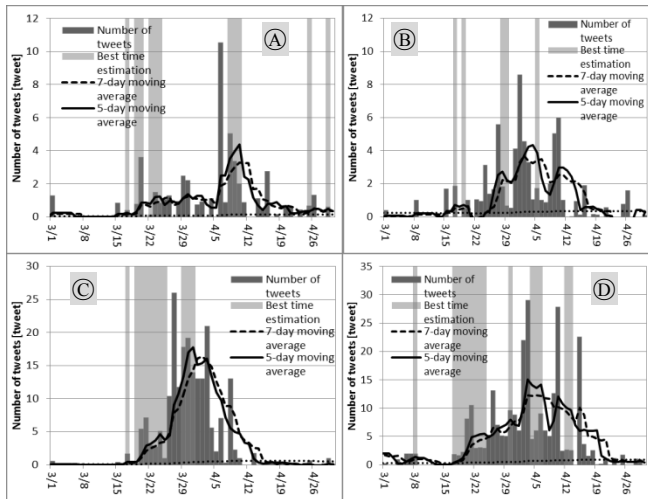 Number of tweets [tweet]
12
10
8
6
4
2
0
Number of
tweets
Best time
estimation
7-day moving
average
5-day moving
average
A
3/1
3/8
3/15
3/22
3/29
4/5
4/12
4/19
4/26
Number of tweets [tweet]
12
10
8
6
4
2
0
B
Number of
tweets
Best time
estimation
7-day moving
average
5-day moving
average
3/1
3/8
3/15
3/22
3/29
4/5
4/12
4/19
4/26
Number of tweets [tweet]
30
25
20
15
10
5
0
C
Number of
tweets
Best time
estimation
7-day moving
average
5-day moving
average
3/1
3/8
3/15
3/22
3/29
4/5
4/12
4/19
4/26
Number of tweets [tweet]
35
30
25
20
15
10
5
0
Number of
tweets
Best time
estimation
7-day moving
average
5-day moving
average
D
3/1
3/8
3/15
3/22
3/29
4/5
4/12
4/19
4/26